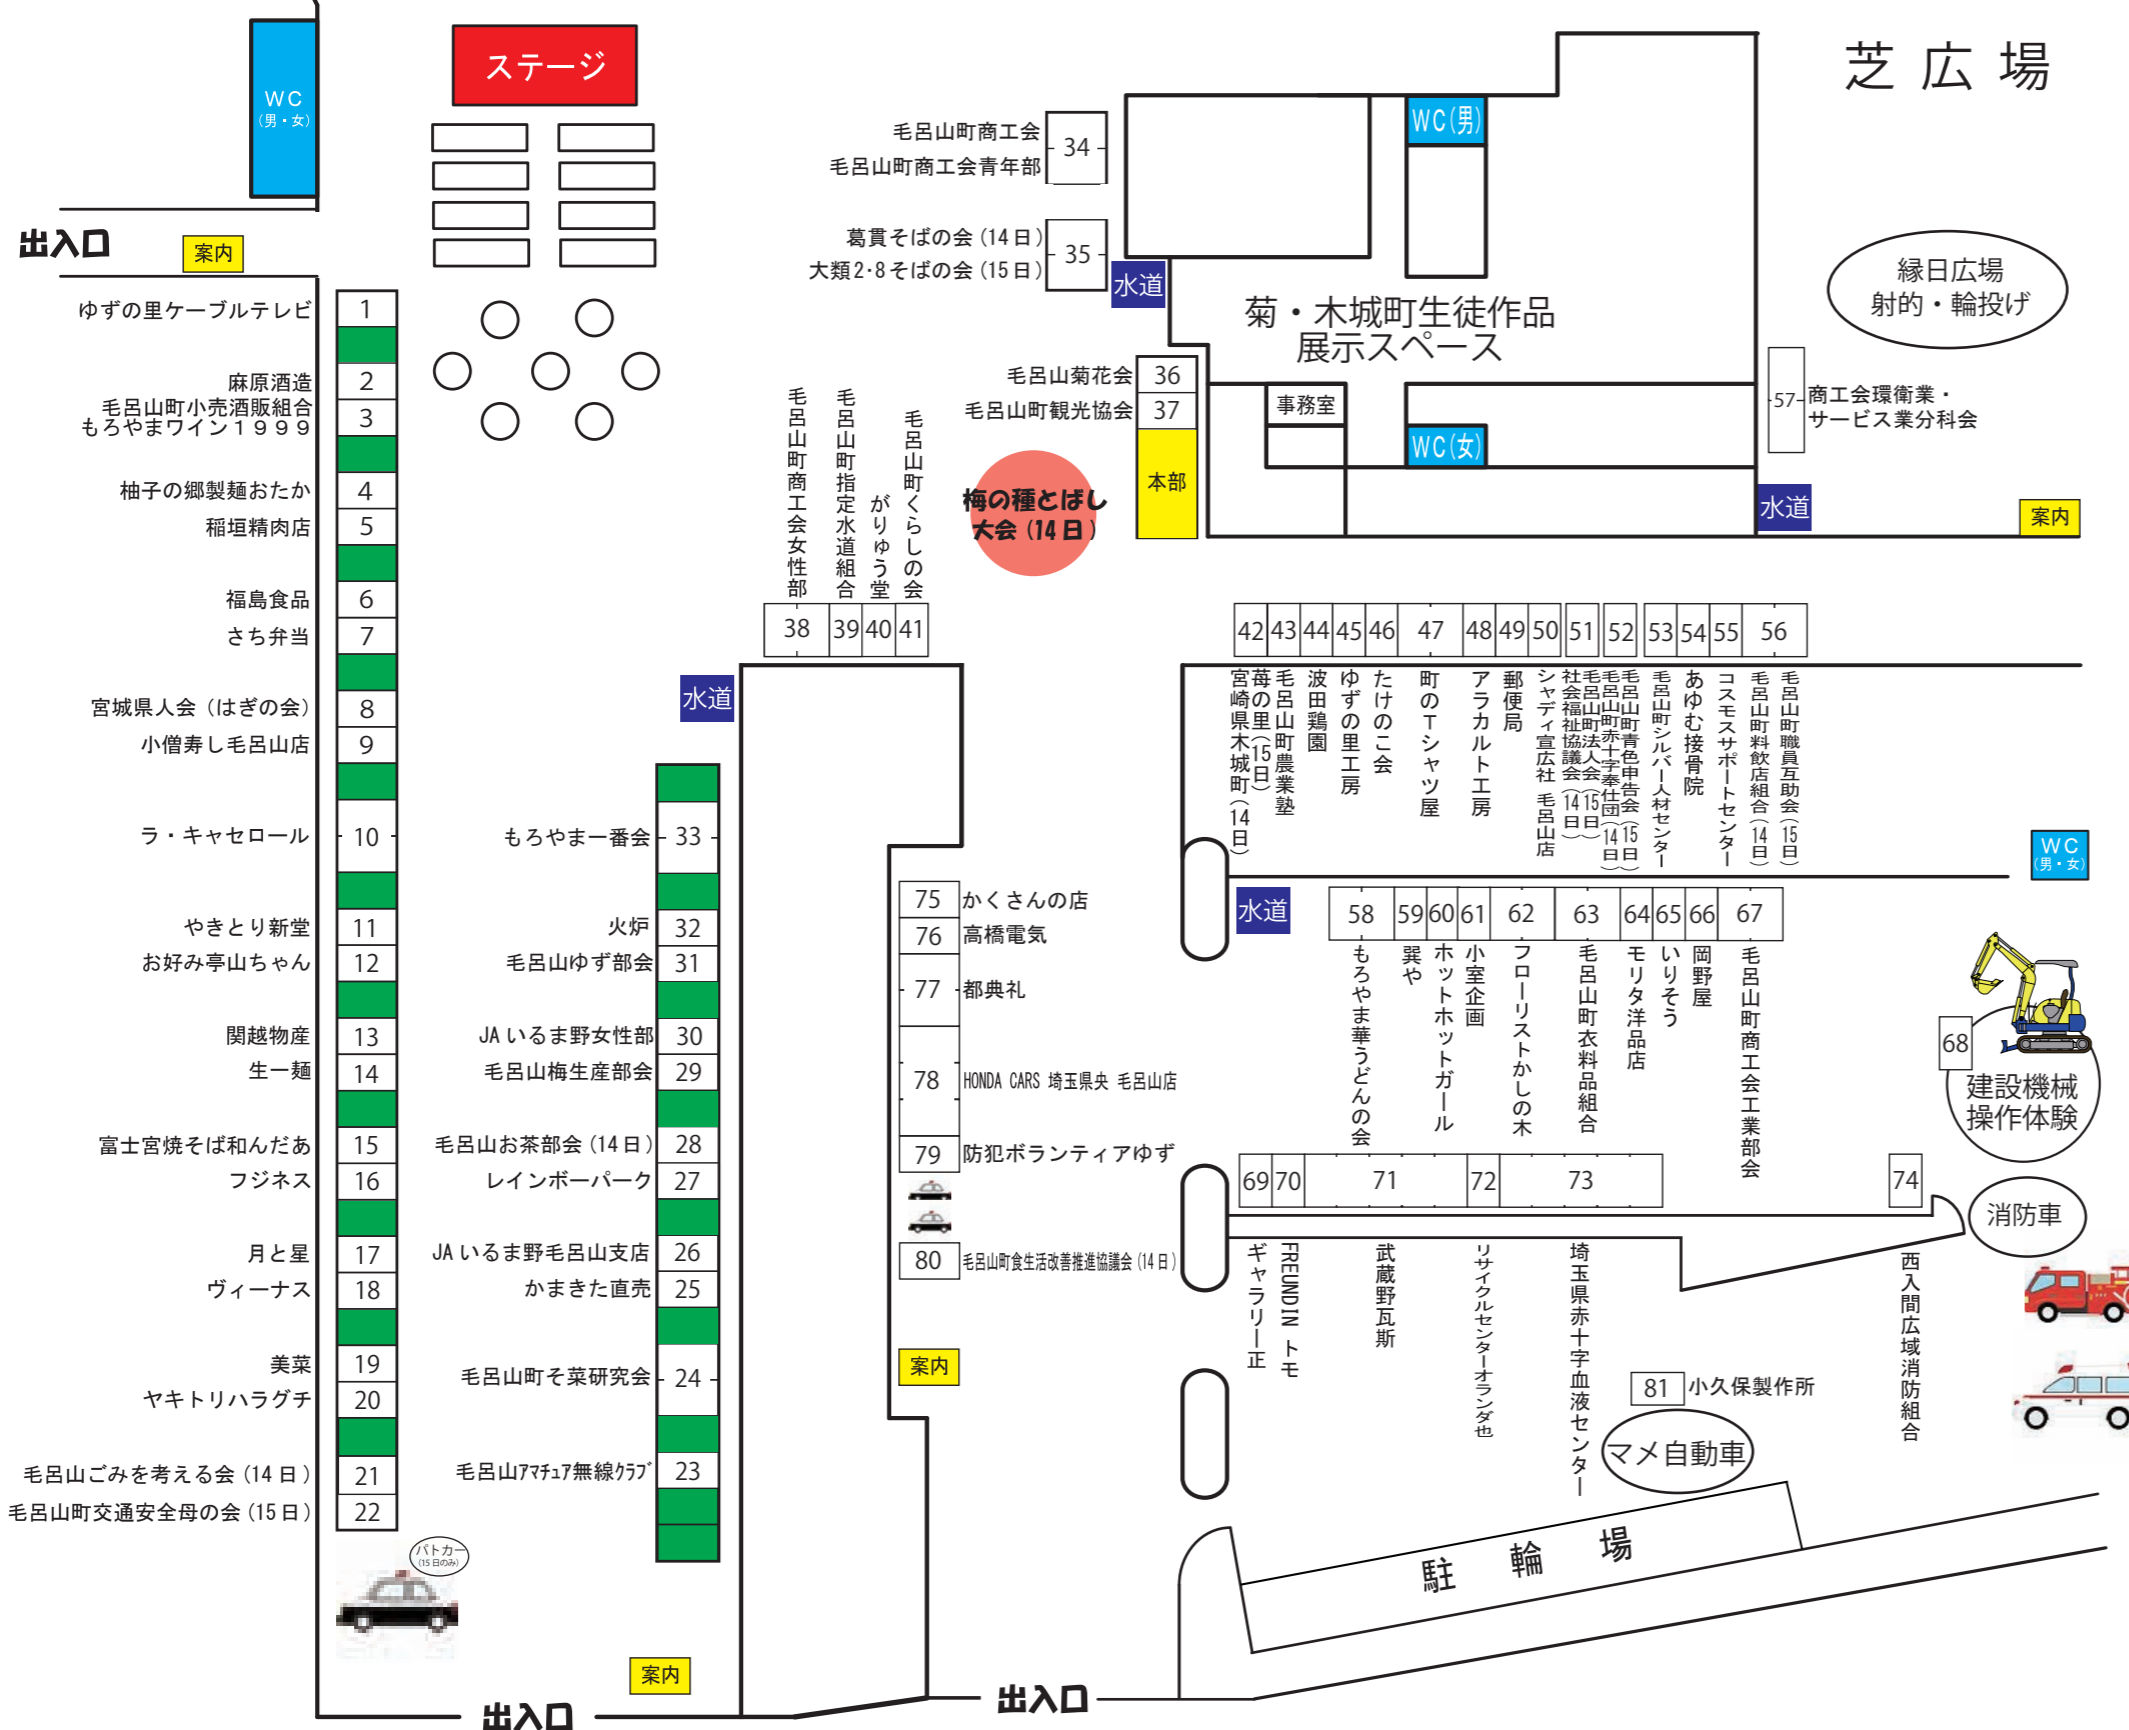 ステージ
芝広場
WC
(男・女)
出入口
案内
ゆずの里ケーブルテレビ 1
麻原酒造 2
毛呂山町小売酒販組合
もろやまワイン1999 3
柚子の郷製麺おたか 4
稲垣精肉店 5
福島食品 6
さち弁当 7
宮城県人会（はぎの会） 8
小僧寿し毛呂山店 9
ラ・キャセロール 10
やきとり新堂 11
お好み亭山ちゃん 12
関越物産 13
生一麺 14
富士宮焼そば和んだあ 15
フジネス 16
月と星 17
ヴィーナス 18
美菜 19
ヤキトリハラグチ 20
毛呂山ごみを考える会(14日) 21
毛呂山町交通安全母の会(15日) 22
パトカー
(15日のみ)
案内
出入口
もろやま一番会 33
火炉 32
毛呂山ゆず部会 31
JAいるま野女性部 30
毛呂山梅生産部会 29
毛呂山お茶部会(14日) 28
レインボーパーク 27
JAいるま野毛呂山支店 26
かまきた直売 25
毛呂山町そ菜研究会 24
毛呂山アマチュア無線クラブ 23
毛呂山町商工会
毛呂山町商工会青年部
34
葛貫そばの会(14日)
大類2・8そばの会(15日)
35
水道
毛呂山菊花会 36
毛呂山町観光協会 37
本部
梅の種とばし
大会(14日)
WC(男)
菊・木城町生徒作品
展示スペース
事務室
WC(女)
縁日広場
射的・輪投げ
57 商工会環衛業・
サービス業分科会
水道
案内
毛呂山町商工会女性部
毛呂山町指定水道組合
がりゅう堂
毛呂山町くらしの会
38 39 40 41
水道
42 43 44 45 46 47 48 49 50 51 52 53 54 55 56
宮崎県木城町(14日)
苺の里(15日)
毛呂山町農業塾
波田鶏園
ゆずの里工房
たけのこ会
町のTシャツ屋
アラカルト工房
郵便局
シャディ宣広社 毛呂山店
社会福祉協議会(14日)
毛呂山町法人会(15日)
毛呂山町赤十字奉仕団(14日)
毛呂山町青色申告会(15日)
毛呂山町シルバー人材センター
あゆむ接骨院
コスモスサポートセンター
毛呂山町料飲店組合(14日)
毛呂山町職員互助会(15日)
WC
(男・女)
水道
58 59 60 61 62 63 64 65 66 67
もろやま華うどんの会
巽や
ホットホットガール
小室企画
フローリストかしの木
毛呂山町衣料品組合
モリタ洋品店
いりそう
岡野屋
毛呂山町商工会工業部会
68
建設機械
操作体験
75 かくさんの店
76 高橋電気
77 都典礼
78 HONDA CARS 埼玉県央 毛呂山店
79 防犯ボランティアゆず
80 毛呂山町食生活改善推進協議会(14日)
案内
69 70 71 72 73 74
ギャラリー正
FREUNDIN トモ
武蔵野瓦斯
リサイクルセンターオランダ也
埼玉県赤十字血液センター
西入間広域消防組合
消防車
81 小久保製作所
マメ自動車
駐輪場
出入口